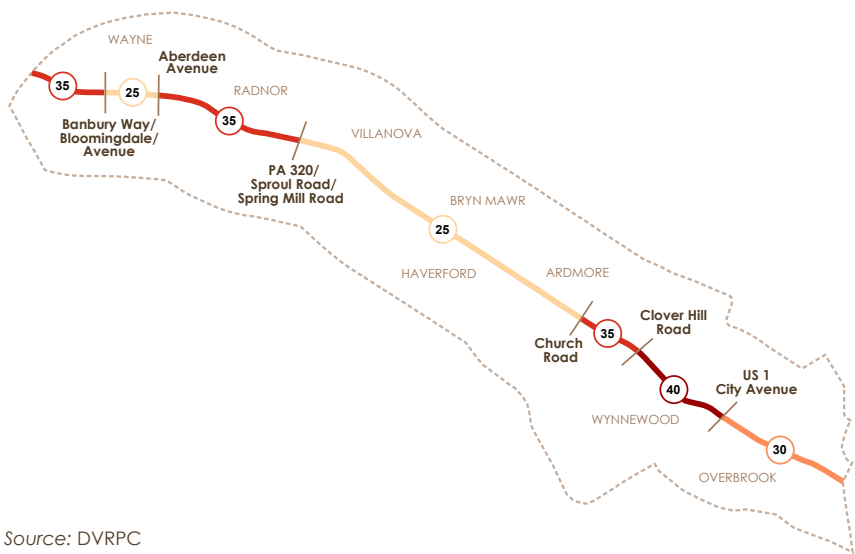 WAYNE
Aberdeen
Avenue
35
25
RADNOR
35
Banbury Way/
Bloomingdale/
Avenue
VILLANOVA
PA 320/
Sproul Road/
Spring Mill Road
BRYN MAWR
25
HAVERFORD
ARDMORE
Clover Hill
Road
35
Church
Road
US 1
City Avenue
40
WYNNEWOOD
30
OVERBROOK
Source: DVRPC